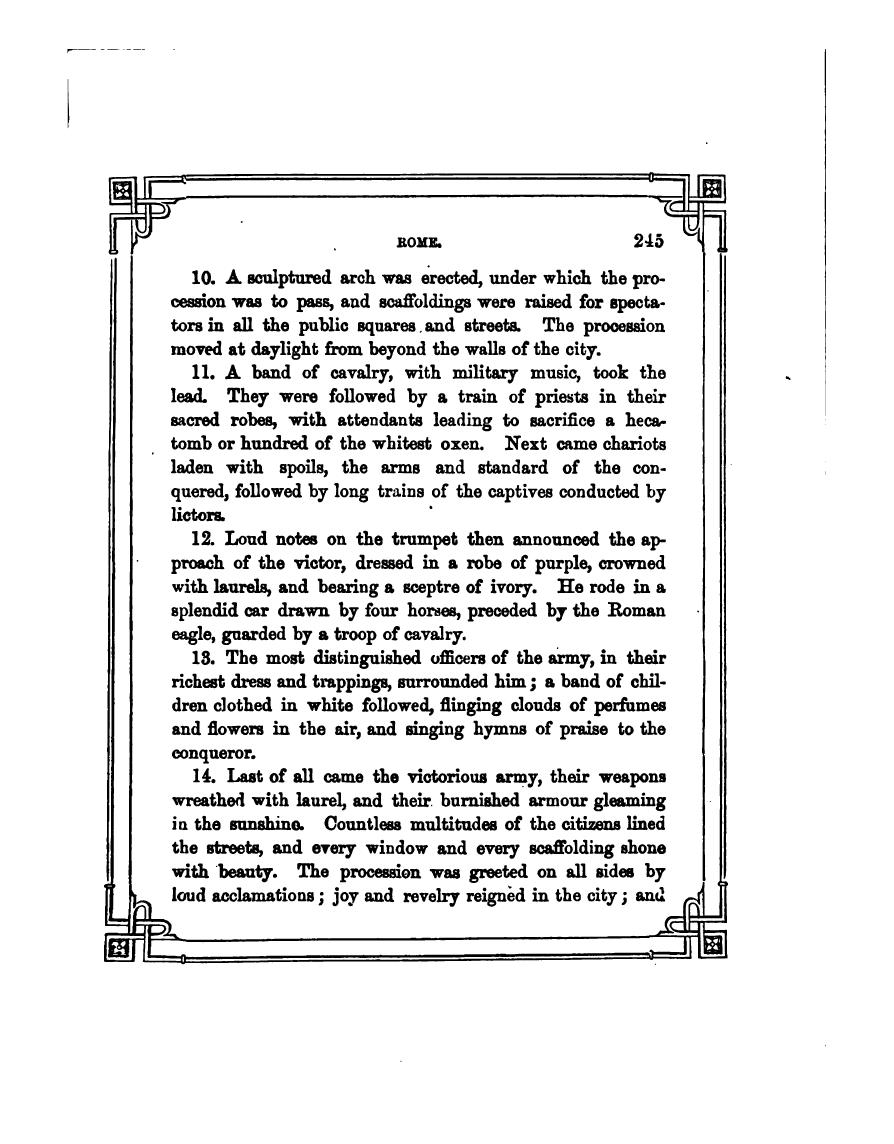 ROME. 245
10. A sculptured arch was erected, under which the pro-
cession was to pass, and scaffoldings were raised for specta-
tors in all the public squares and streets. The procession
moved at daylight from beyond the walls of the city.
11. A band of cavalry, with military music, took the
lead. They were followed by a train of priests in their
sacred robes, with attendants leading to sacrifice a heca-
tomb or hundred of the whitest oxen. Next came chariots
laden with spoils, the arms and standard of the con-
quered, followed by long trains of the captives conducted by
lictors.
12. Loud notes on the trumpet then announced the ap-
proach of the victor, dressed in a robe of purple, crowned
with laurels, and bearing a sceptre of ivory. He rode in a
splendid car drawn by four horses, preceded by the Roman
eagle, guarded by a troop of cavalry.
13. The most distinguished officers of the army, in their
richest dress and trappings, surrounded him; a band of chil-
dren clothed in white followed, flinging clouds of perfumes
and flowers in the air, and singing hymns of praise to the
conqueror.
14. Last of all came the victorious army, their weapons
wreathed with laurel, and their burnished armour gleaming
in the sunshine. Countless multitudes of the citizens lined
the streets, and every window and every scaffolding shone
with beauty. The procession was greeted on all sides by
loud acclamations; joy and revelry reigned in the city; and